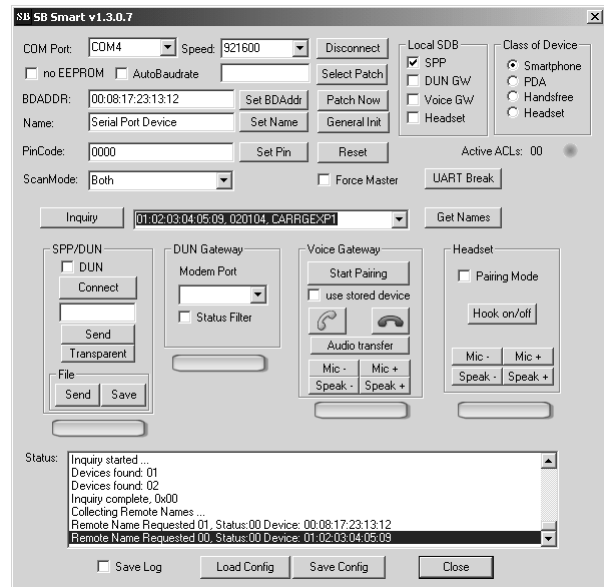 SB SB Smart v1.3.0.7
COM Port: COM4 Speed: 921600 Disconnect
no EEPROM AutoBaudrate Select Patch
BDADDR: 00:08:17:23:13:12 Set BDAddr Patch Now
Name: Serial Port Device Set Name General Init
PinCode: 0000 Set Pin Reset
ScanMode: Both Force Master UART Break
Local SDB
SPP
DUN GW
Voice GW
Headset
Class of Device
Smartphone
PDA
Handsfree
Headset
Active ACLs: 00
Inquiry 01:02:03:04:05:09, 020104, CARRGEXP1 Get Names
SPP/DUN
DUN
Connect
Send
Transparent
File
Send Save
DUN Gateway
Modem Port
Status Filter
Voice Gateway
Start Pairing
use stored device
Audio transfer
Mic - Mic +
Speak - Speak +
Headset
Pairing Mode
Hook on/off
Mic - Mic +
Speak - Speak +
Status:
Inquiry started ...
Devices found: 01
Devices found: 02
Inquiry complete, 0x00
Collecting Remote Names ...
Remote Name Requested 01, Status:00 Device: 00:08:17:23:13:12
Remote Name Requested 00, Status:00 Device: 01:02:03:04:05:09
Save Log Load Config Save Config Close